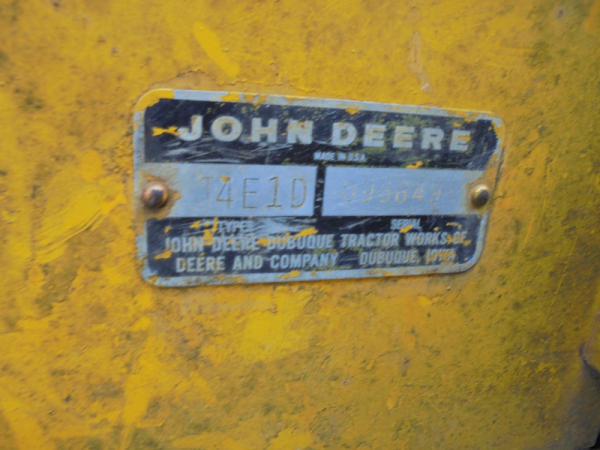 JOHN DEERE
MADE IN U.S.A.
T4E1D
TYPE SERIAL
JOHN DEERE DUBUQUE TRACTOR WORKS OF
DEERE AND COMPANY DUBUQUE, IOWA